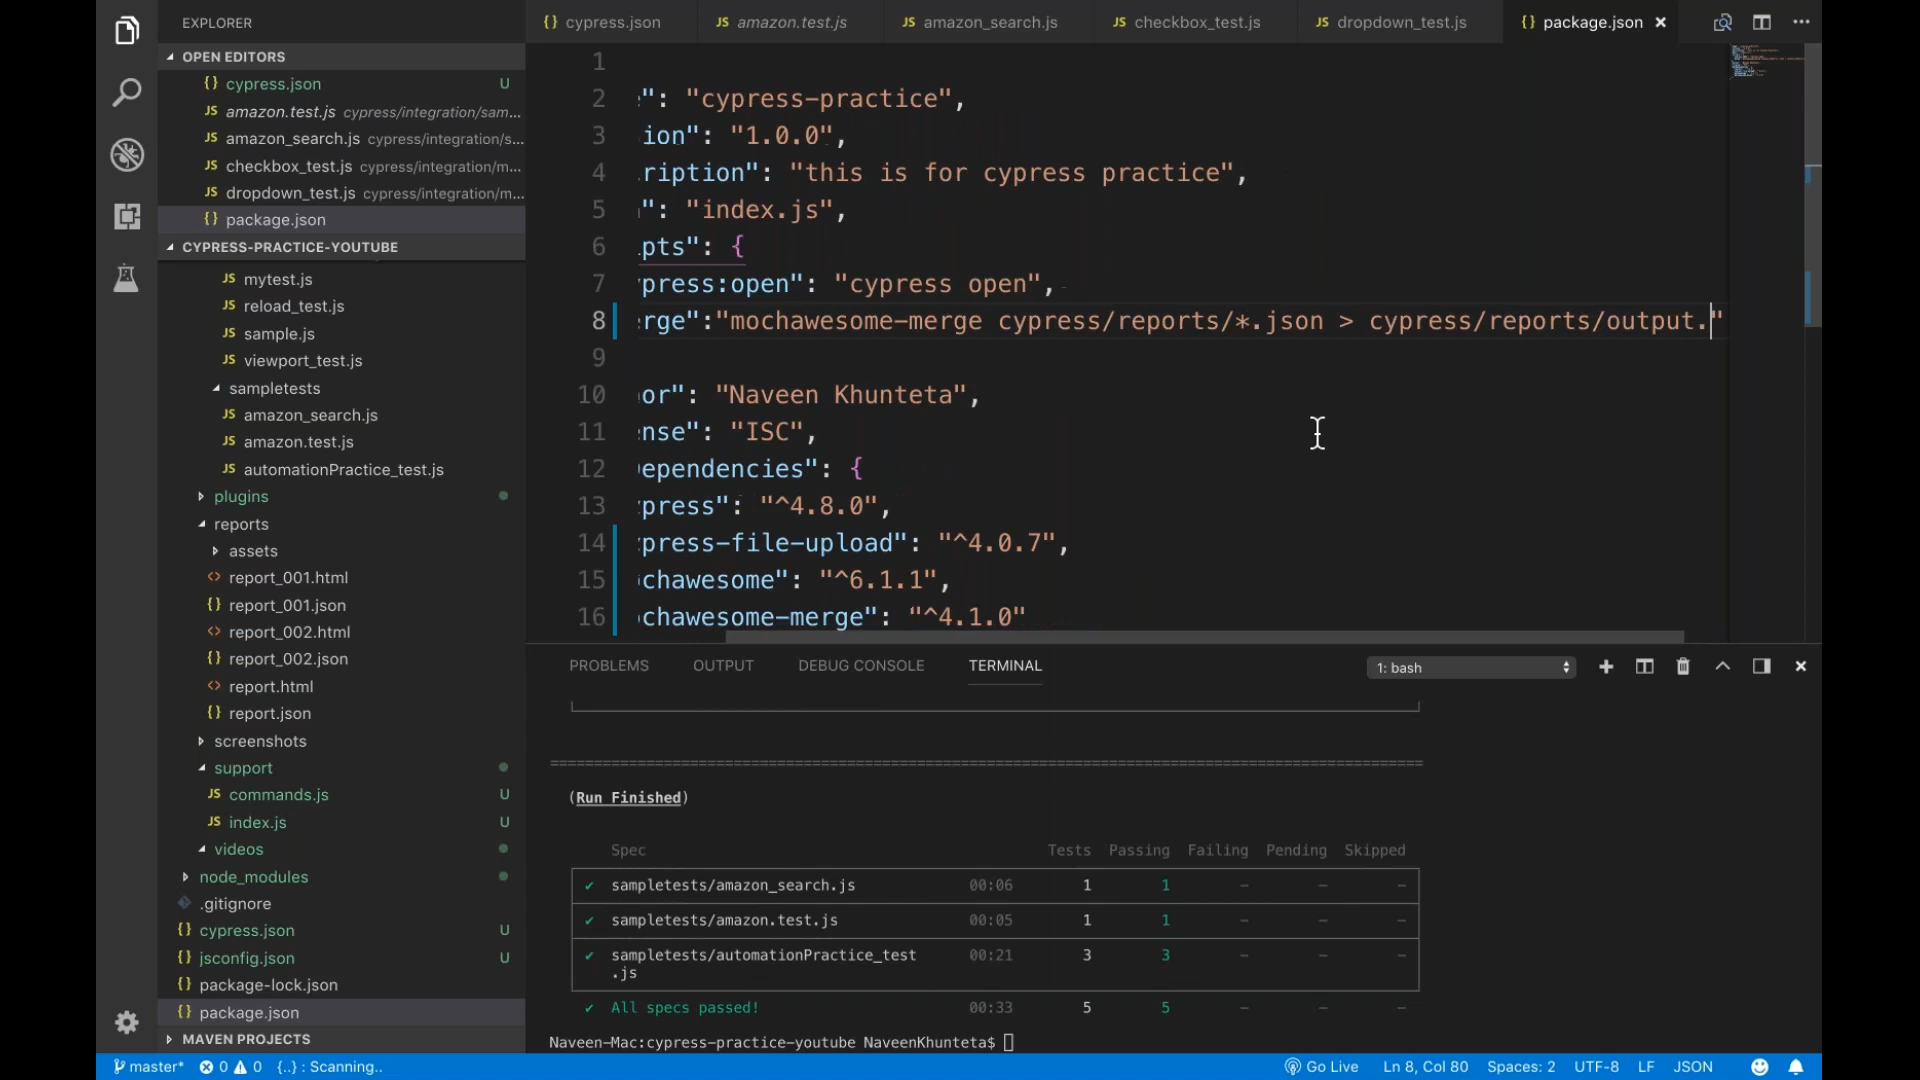 EXPLORER
OPEN EDITORS
{} cypress.json U
JS amazon.test.js cypress/integration/sam...
JS amazon_search.js cypress/integration/s...
JS checkbox_test.js cypress/integration/m...
JS dropdown_test.js cypress/integration/m...
{} package.json
CYPRESS-PRACTICE-YOUTUBE
JS mytest.js
JS reload_test.js
JS sample.js
JS viewport_test.js
sampletests
JS amazon_search.js
JS amazon.test.js
JS automationPractice_test.js
plugins
reports
assets
<> report_001.html
{} report_001.json
<> report_002.html
{} report_002.json
<> report.html
{} report.json
screenshots
support
JS commands.js U
JS index.js U
videos
node_modules
.gitignore
{} cypress.json U
{} jsconfig.json U
{} package-lock.json
{} package.json
MAVEN PROJECTS
{} cypress.json JS amazon.test.js JS amazon_search.js JS checkbox_test.js JS dropdown_test.js {} package.json
1
2 ": "cypress-practice",
3 ion": "1.0.0",
4 ription": "this is for cypress practice",
5 ": "index.js",
6 pts": {
7 press:open": "cypress open",
8 rge":"mochawesome-merge cypress/reports/*.json > cypress/reports/output."
9
10 or": "Naveen Khunteta",
11 nse": "ISC",
12 ependencies": {
13 press": "^4.8.0",
14 press-file-upload": "^4.0.7",
15 chawesome": "^6.1.1",
16 chawesome-merge": "^4.1.0"
PROBLEMS OUTPUT DEBUG CONSOLE TERMINAL 1: bash
(Run Finished)
Spec Tests Passing Failing Pending Skipped
✔ sampletests/amazon_search.js 00:06 1 1 – – –
✔ sampletests/amazon.test.js 00:05 1 1 – – –
✔ sampletests/automationPractice_test 00:21 3 3 – – –
.js
✔ All specs passed! 00:33 5 5 – – –
Naveen-Mac:cypress-practice-youtube NaveenKhunteta$
master* 0 0 {..} : Scanning.. Go Live Ln 8, Col 80 Spaces: 2 UTF-8 LF JSON